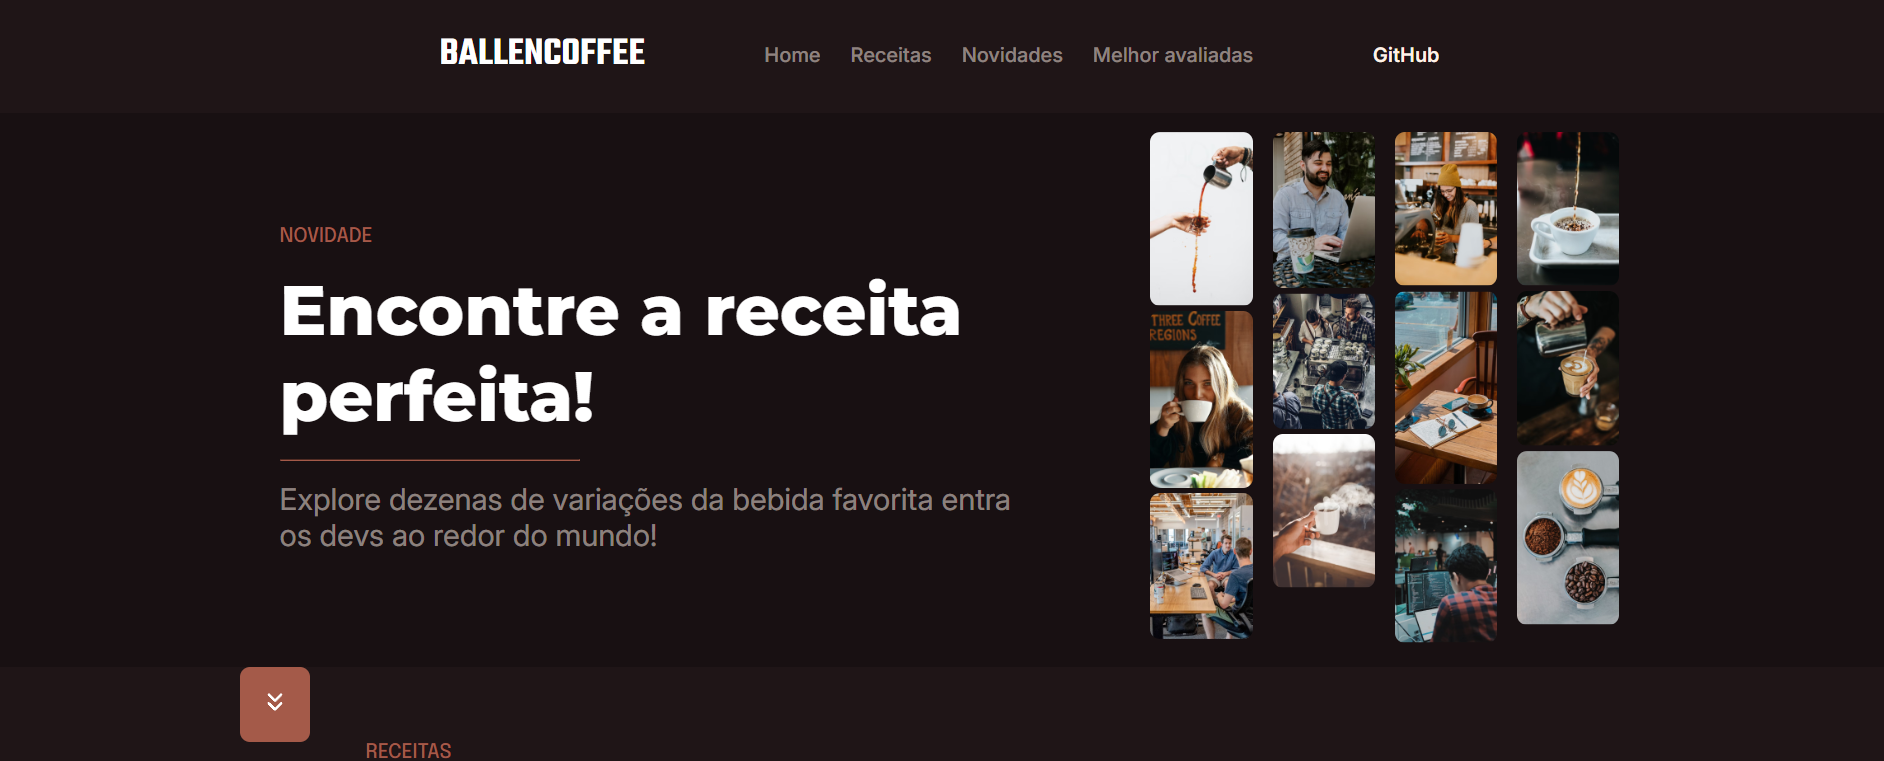 BALLENCOFFEE
Home Receitas Novidades Melhor avaliadas GitHub
NOVIDADE
Encontre a receita
perfeita!
Explore dezenas de variações da bebida favorita entra
os devs ao redor do mundo!
THREE COFFEE
REGIONS
RECEITAS